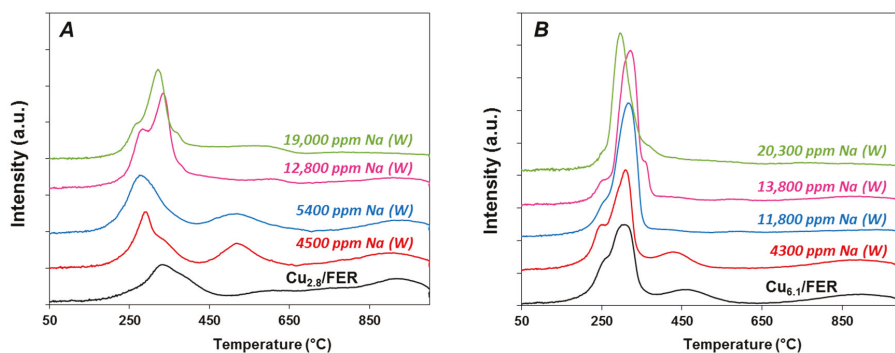 A
Intensity (a.u.)
19,000 ppm Na (W)
12,800 ppm Na (W)
5400 ppm Na (W)
4500 ppm Na (W)
Cu2.8/FER
50 250 450 650 850
Temperature (°C)
B
Intensity (a.u.)
20,300 ppm Na (W)
13,800 ppm Na (W)
11,800 ppm Na (W)
4300 ppm Na (W)
Cu6.1/FER
50 250 450 650 850
Temperature (°C)